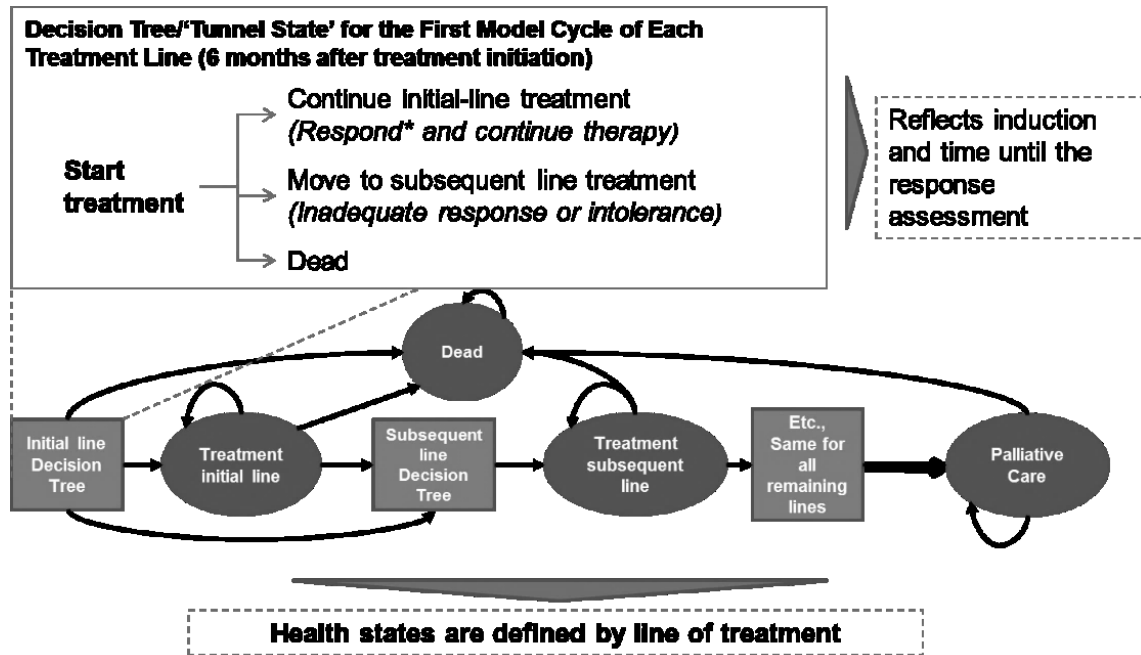 Decision Tree/‘Tunnel State’ for the First Model Cycle of Each
Treatment Line (6 months after treatment initiation)
Start
treatment
Continue initial-line treatment
(Respond* and continue therapy)
Move to subsequent line treatment
(Inadequate response or intolerance)
Dead
Reflects induction
and time until the
response
assessment
Dead
Initial line
Decision
Tree
Treatment
initial line
Subsequent
line
Decision
Tree
Treatment
subsequent
line
Etc.,
Same for
all
remaining
lines
Palliative
Care
Health states are defined by line of treatment